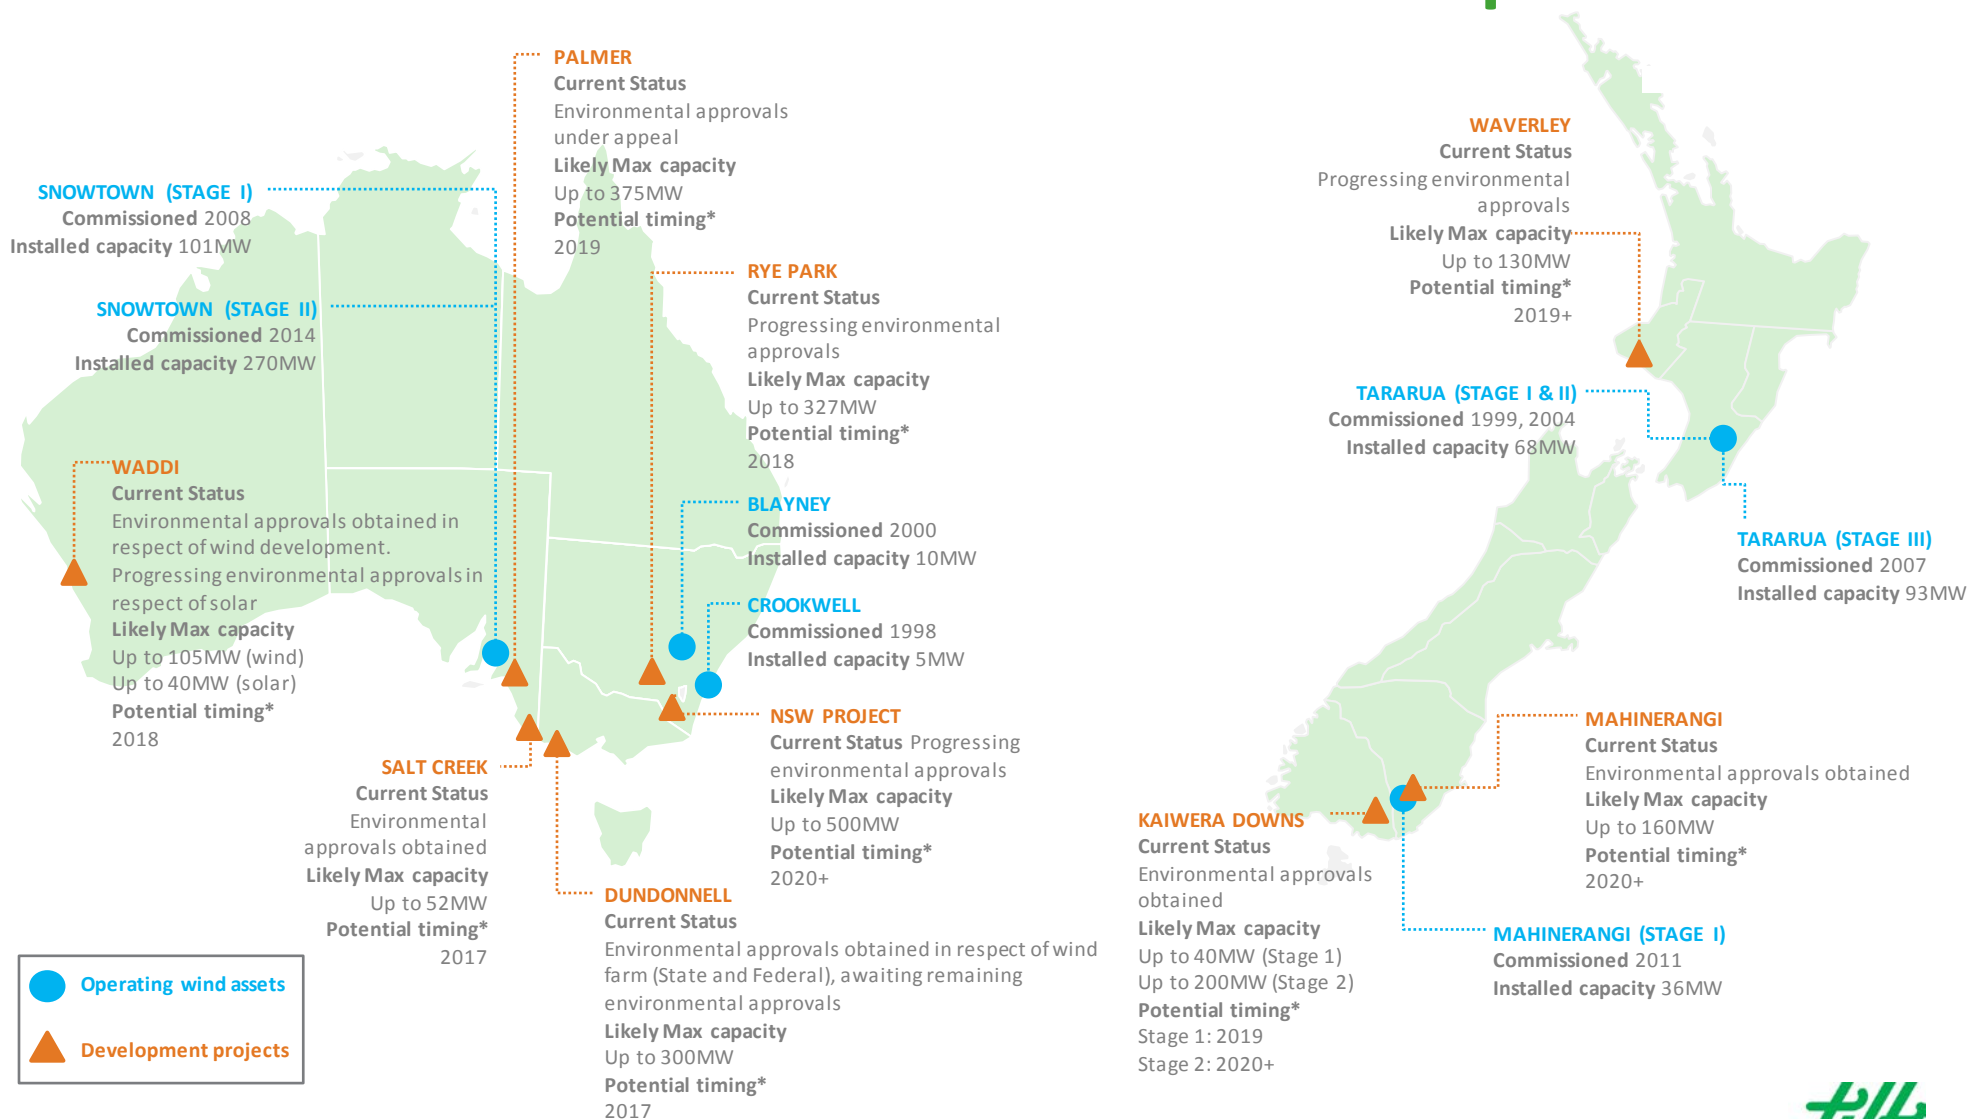 PALMER
Current Status
Environmental approvals
under appeal
Likely Max capacity
Up to 375MW
Potential timing*
2019
SNOWTOWN (STAGE I)
Commissioned 2008
Installed capacity 101MW
SNOWTOWN (STAGE II)
Commissioned 2014
Installed capacity 270MW
RYE PARK
Current Status
Progressing environmental
approvals
Likely Max capacity
Up to 327MW
Potential timing*
2018
WADDI
Current Status
Environmental approvals obtained in
respect of wind development.
Progressing environmental approvals in
respect of solar
Likely Max capacity
Up to 105MW (wind)
Up to 40MW (solar)
Potential timing*
2018
BLAYNEY
Commissioned 2000
Installed capacity 10MW
CROOKWELL
Commissioned 1998
Installed capacity 5MW
NSW PROJECT
Current Status Progressing
environmental approvals
Likely Max capacity
Up to 500MW
Potential timing*
2020+
SALT CREEK
Current Status
Environmental
approvals obtained
Likely Max capacity
Up to 52MW
Potential timing*
2017
DUNDONNELL
Current Status
Environmental approvals obtained in respect of wind
farm (State and Federal), awaiting remaining
environmental approvals
Likely Max capacity
Up to 300MW
Potential timing*
2017
Operating wind assets
Development projects
WAVERLEY
Current Status
Progressing environmental
approvals
Likely Max capacity
Up to 130MW
Potential timing*
2019+
TARARUA (STAGE I & II)
Commissioned 1999, 2004
Installed capacity 68MW
TARARUA (STAGE III)
Commissioned 2007
Installed capacity 93MW
MAHINERANGI
Current Status
Environmental approvals obtained
Likely Max capacity
Up to 160MW
Potential timing*
2020+
KAIWERA DOWNS
Current Status
Environmental approvals
obtained
Likely Max capacity
Up to 40MW (Stage 1)
Up to 200MW (Stage 2)
Potential timing*
Stage 1: 2019
Stage 2: 2020+
MAHINERANGI (STAGE I)
Commissioned 2011
Installed capacity 36MW